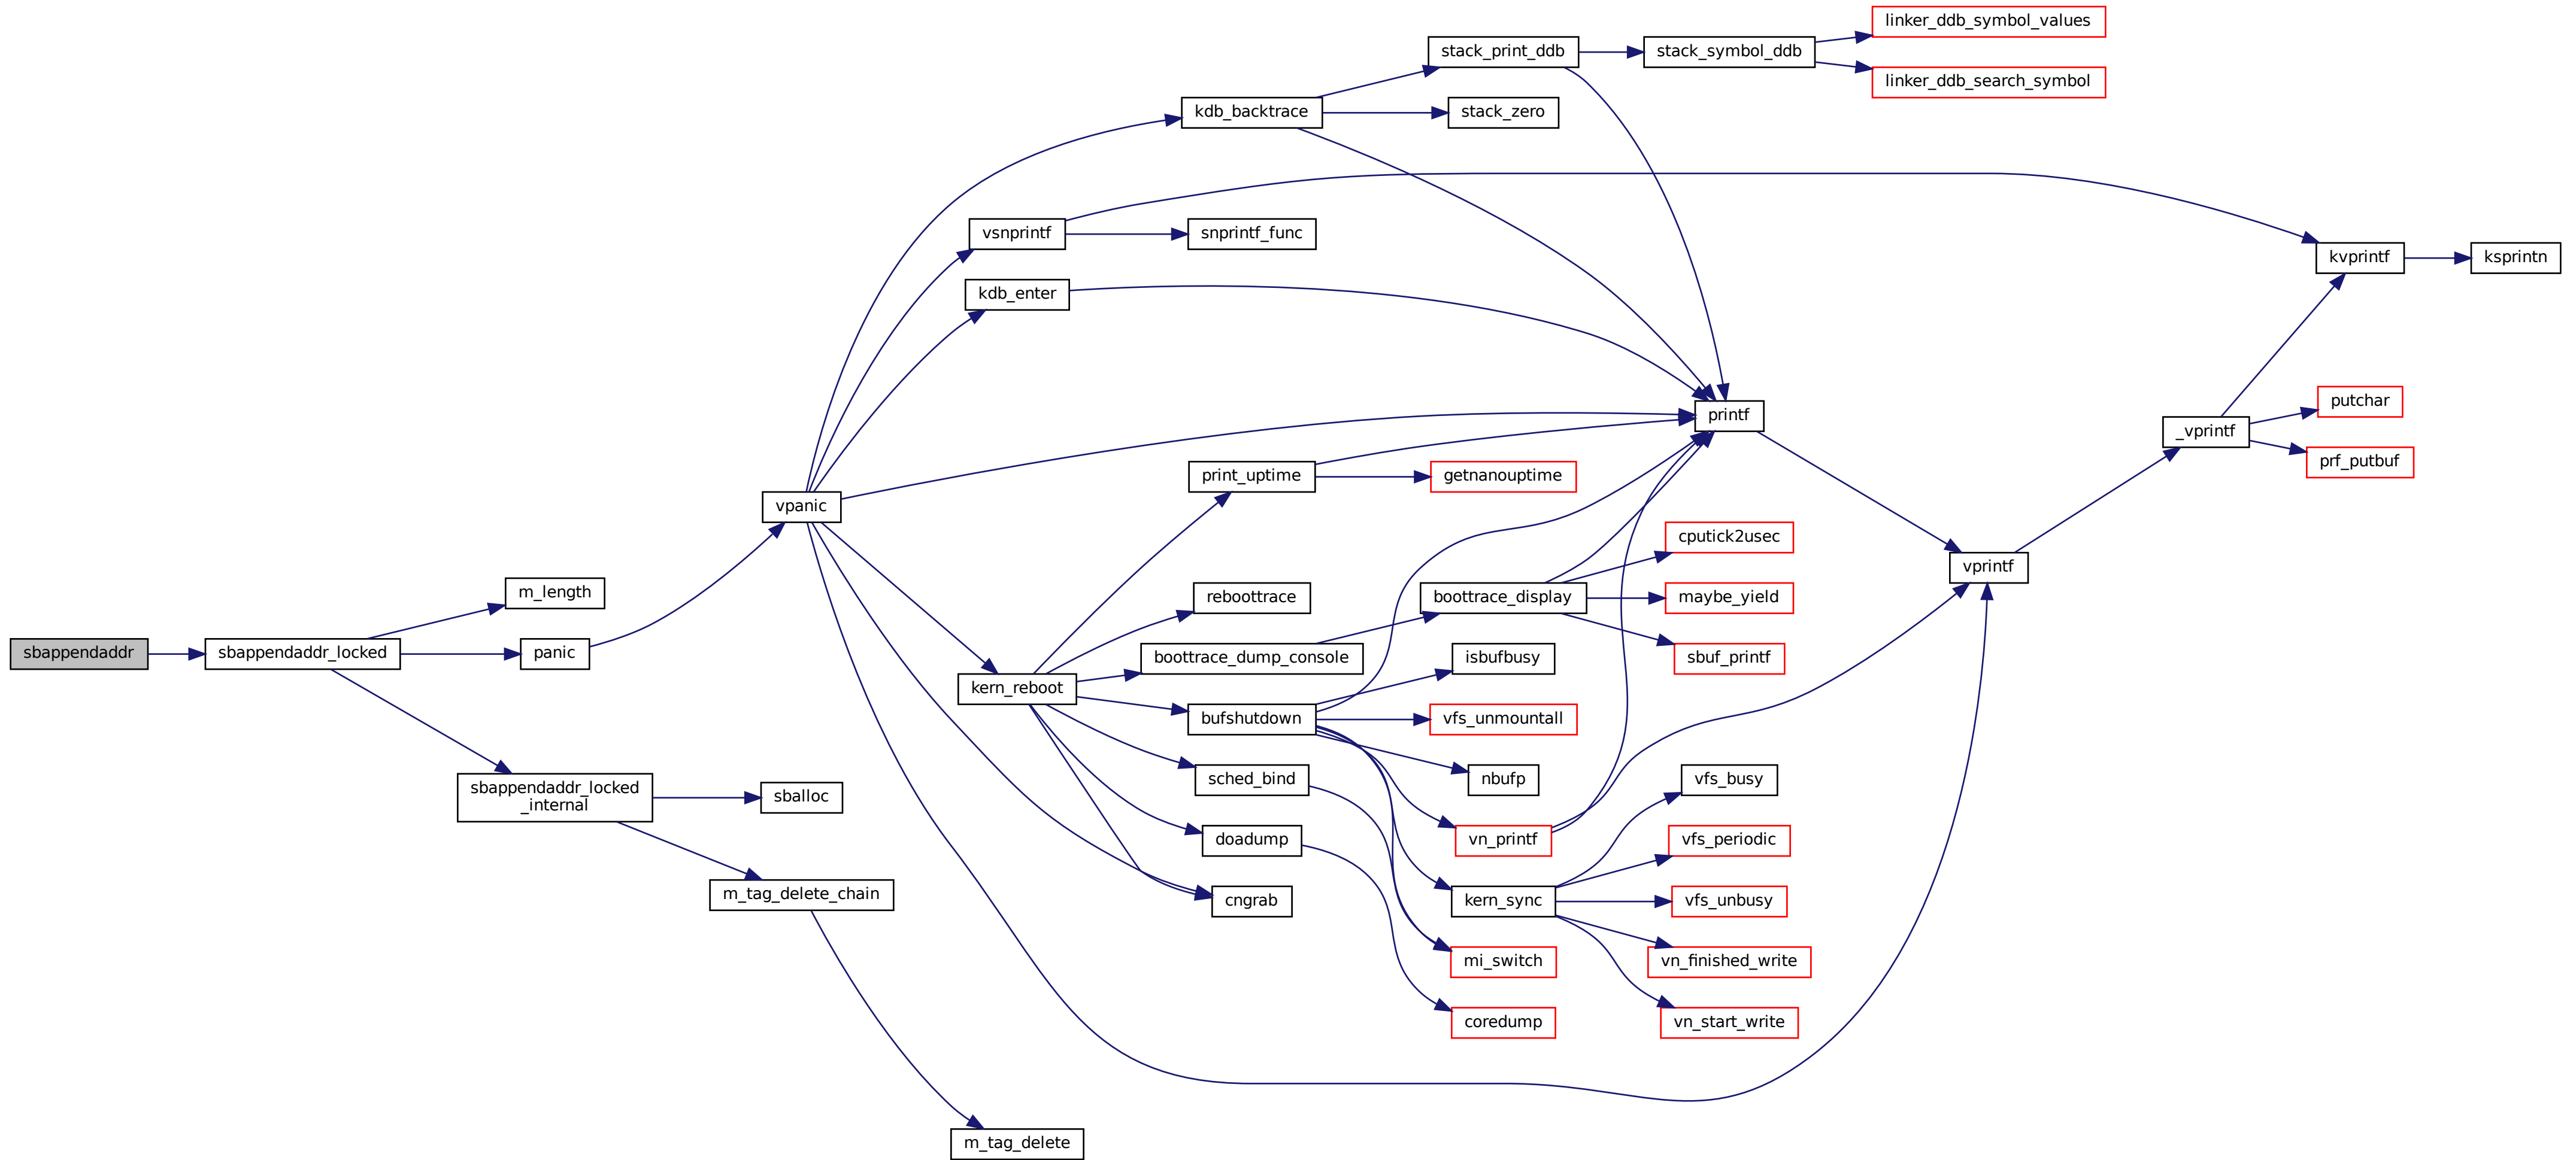 sbappendaddr
sbappendaddr_locked
m_length
panic
sbappendaddr_locked
_internal
sballoc
m_tag_delete_chain
m_tag_delete
vpanic
kdb_backtrace
vsnprintf
kdb_enter
kern_reboot
stack_print_ddb
stack_zero
stack_symbol_ddb
linker_ddb_symbol_values
linker_ddb_search_symbol
snprintf_func
printf
print_uptime
getnanouptime
reboottrace
boottrace_dump_console
boottrace_display
cputick2usec
maybe_yield
sbuf_printf
bufshutdown
isbufbusy
vfs_unmountall
nbufp
vn_printf
sched_bind
doadump
cngrab
kern_sync
vfs_busy
vfs_periodic
vfs_unbusy
vn_finished_write
vn_start_write
mi_switch
coredump
vprintf
_vprintf
kvprintf
ksprintn
putchar
prf_putbuf